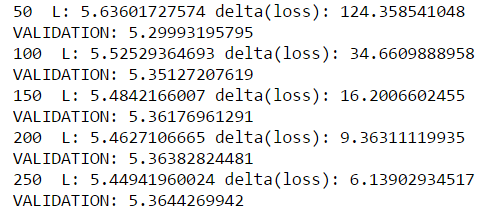 50  L: 5.63601727574 delta(loss): 124.358541048
VALIDATION: 5.29993195795
100  L: 5.52529364693 delta(loss): 34.6609888958
VALIDATION: 5.35127207619
150  L: 5.4842166007 delta(loss): 16.2006602455
VALIDATION: 5.36176961291
200  L: 5.4627106665 delta(loss): 9.36311119935
VALIDATION: 5.36382824481
250  L: 5.44941960024 delta(loss): 6.13902934517
VALIDATION: 5.3644269942